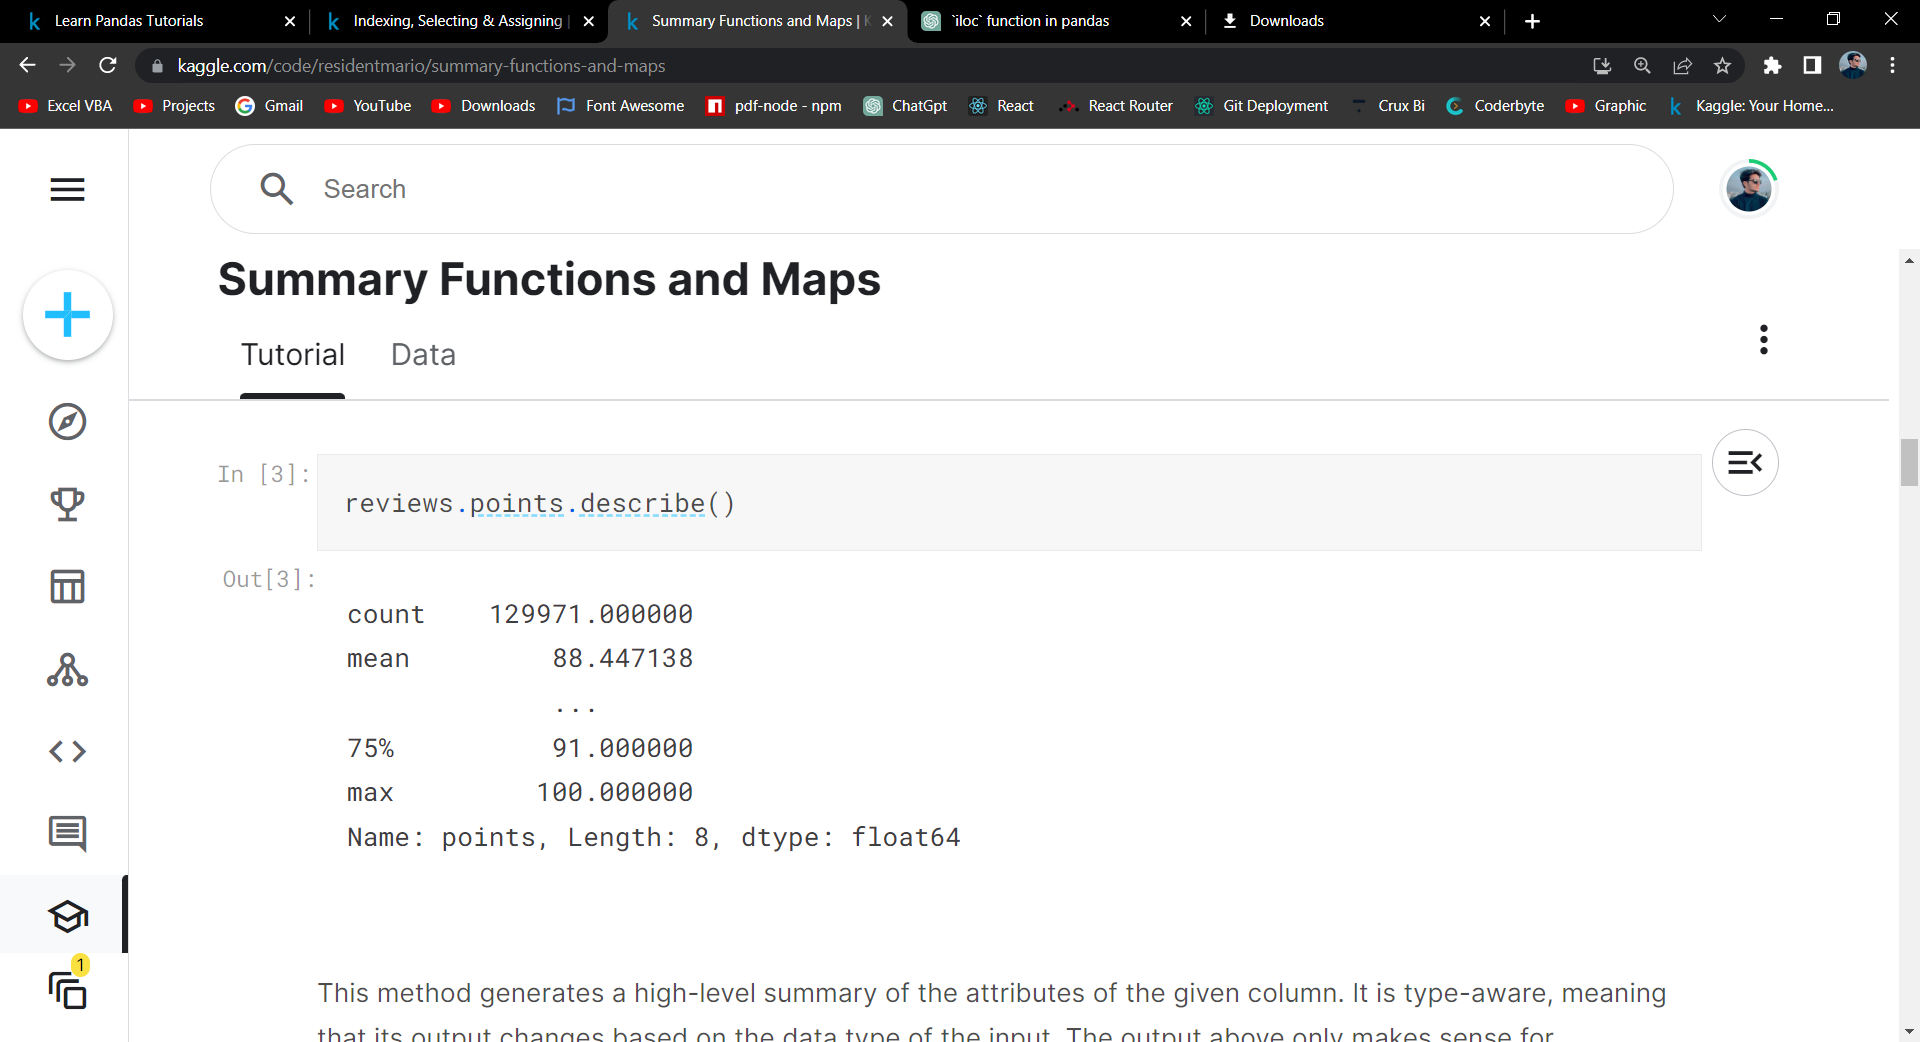 Learn Pandas Tutorials
Indexing, Selecting & Assigning |
Summary Functions and Maps | K
`iloc` function in pandas
Downloads
kaggle.com/code/residentmario/summary-functions-and-maps
Excel VBA
Projects
Gmail
YouTube
Downloads
Font Awesome
pdf-node - npm
ChatGpt
React
React Router
Git Deployment
Crux Bi
Coderbyte
Graphic
Kaggle: Your Home...
Search
Summary Functions and Maps
Tutorial
Data
In [3]:
reviews.points.describe()
Out[3]:
count    129971.000000
mean         88.447138
...
75%          91.000000
max         100.000000
Name: points, Length: 8, dtype: float64
1
This method generates a high-level summary of the attributes of the given column. It is type-aware, meaning
that its output changes based on the data type of the input. The output above only makes sense for